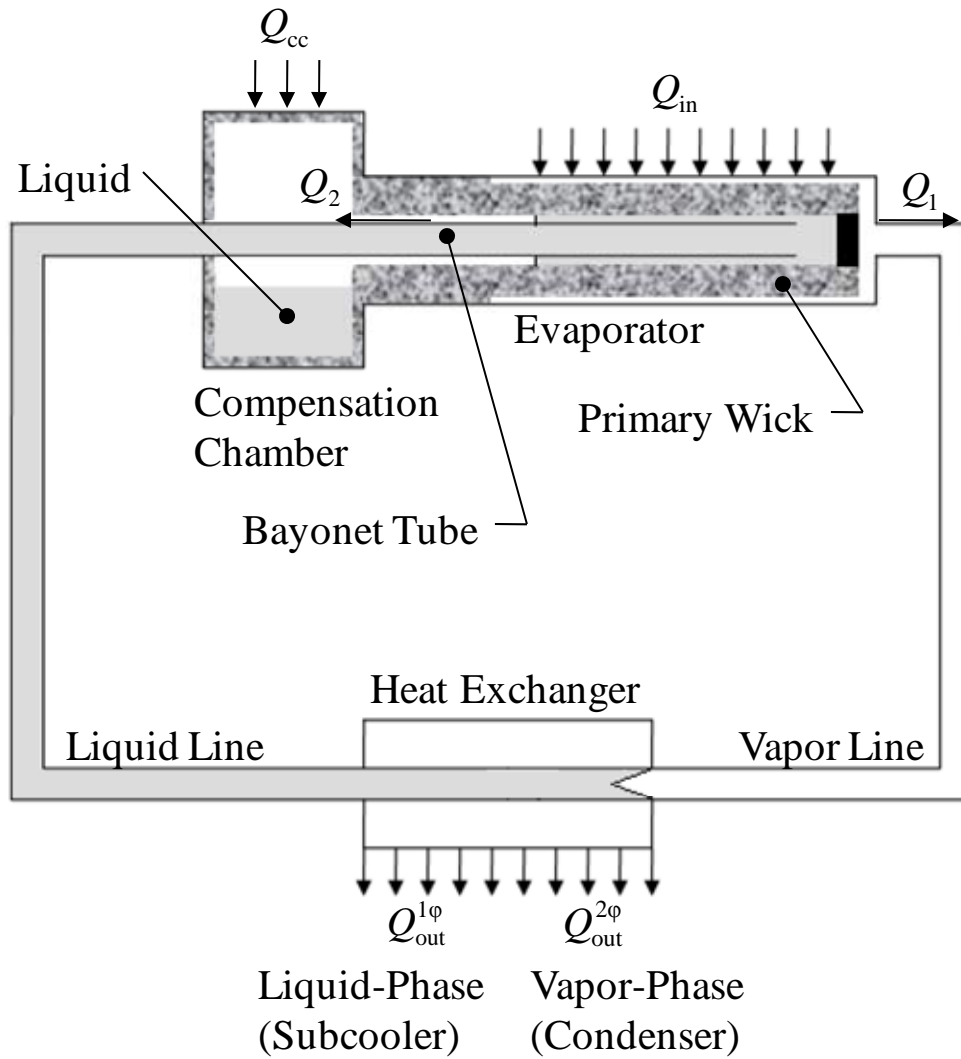 Q_cc
Q_in
Liquid
Q_2
Q_1
Evaporator
Compensation
Chamber
Primary Wick
Bayonet Tube
Heat Exchanger
Liquid Line
Vapor Line
Q_out^1φ
Q_out^2φ
Liquid-Phase
(Subcooler)
Vapor-Phase
(Condenser)